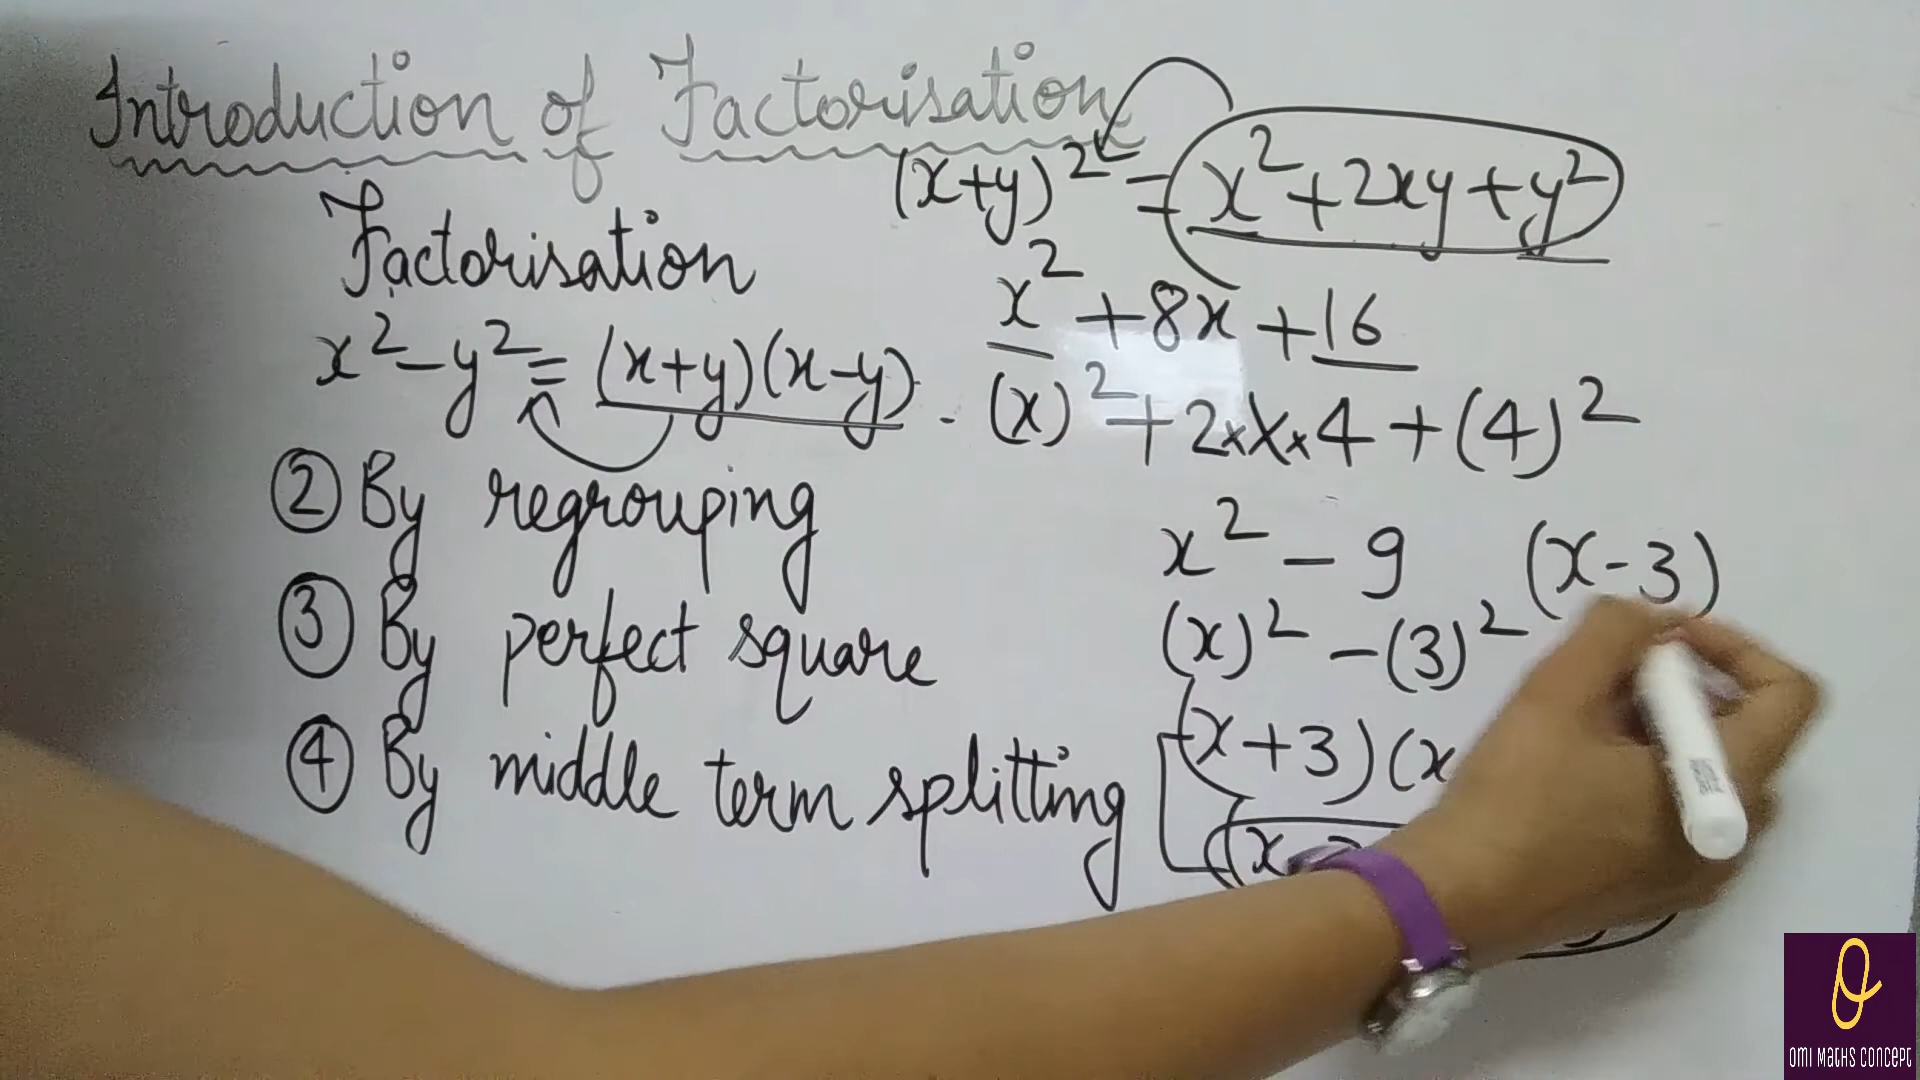 Introduction of Factorisation
(x+y)² = x²+2xy+y²
Factorisation
x²+8x+16
x²-y² = (x+y)(x-y).
(x)²+2×x×4+(4)²
② By regrouping
x² - 9
(x-3)
③ By perfect square
(x)² - (3)²
④ By middle term splitting
(x+3)(x
(x
OMI MATHS CONCEPT